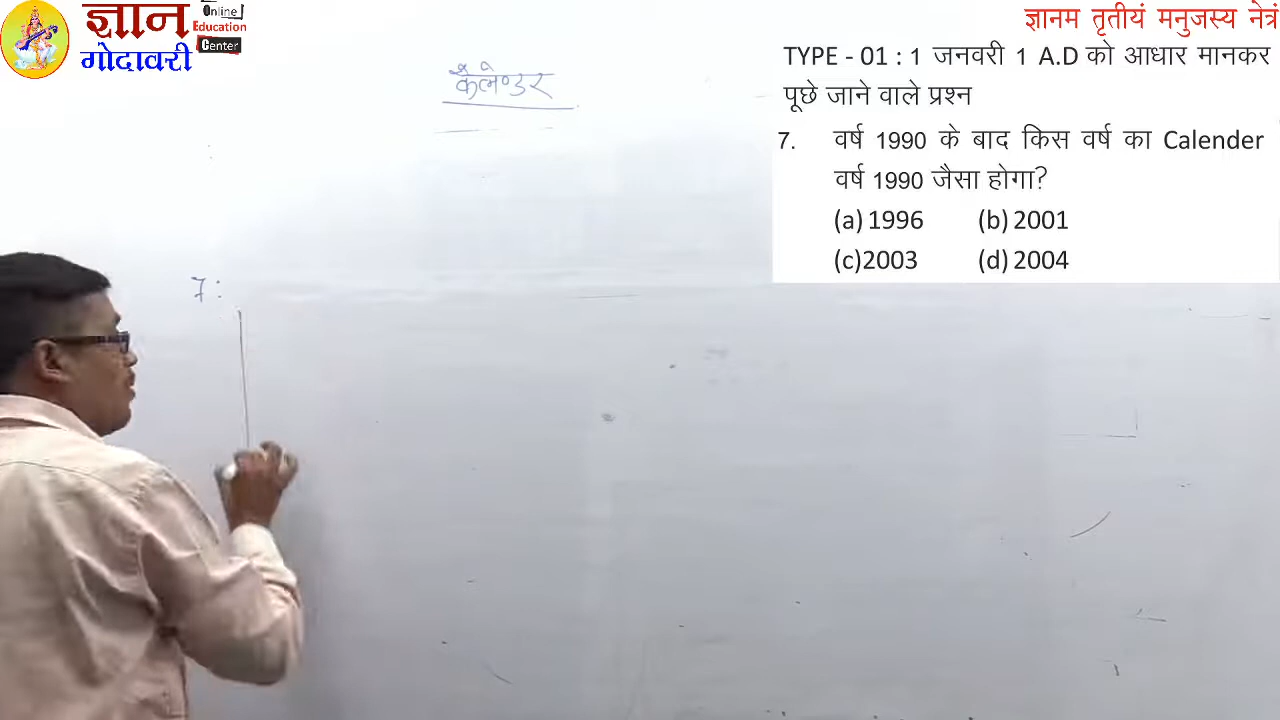 ज्ञान
गोदावरी
Online
Education
Center
ज्ञानम तृतीयं मनुजस्य नेत्रं
कैलेण्डर
TYPE - 01 : 1 जनवरी 1 A.D को आधार मानकर
पूछे जाने वाले प्रश्न
7. वर्ष 1990 के बाद किस वर्ष का Calender
वर्ष 1990 जैसा होगा?
(a) 1996 (b) 2001
(c)2003 (d) 2004
7: